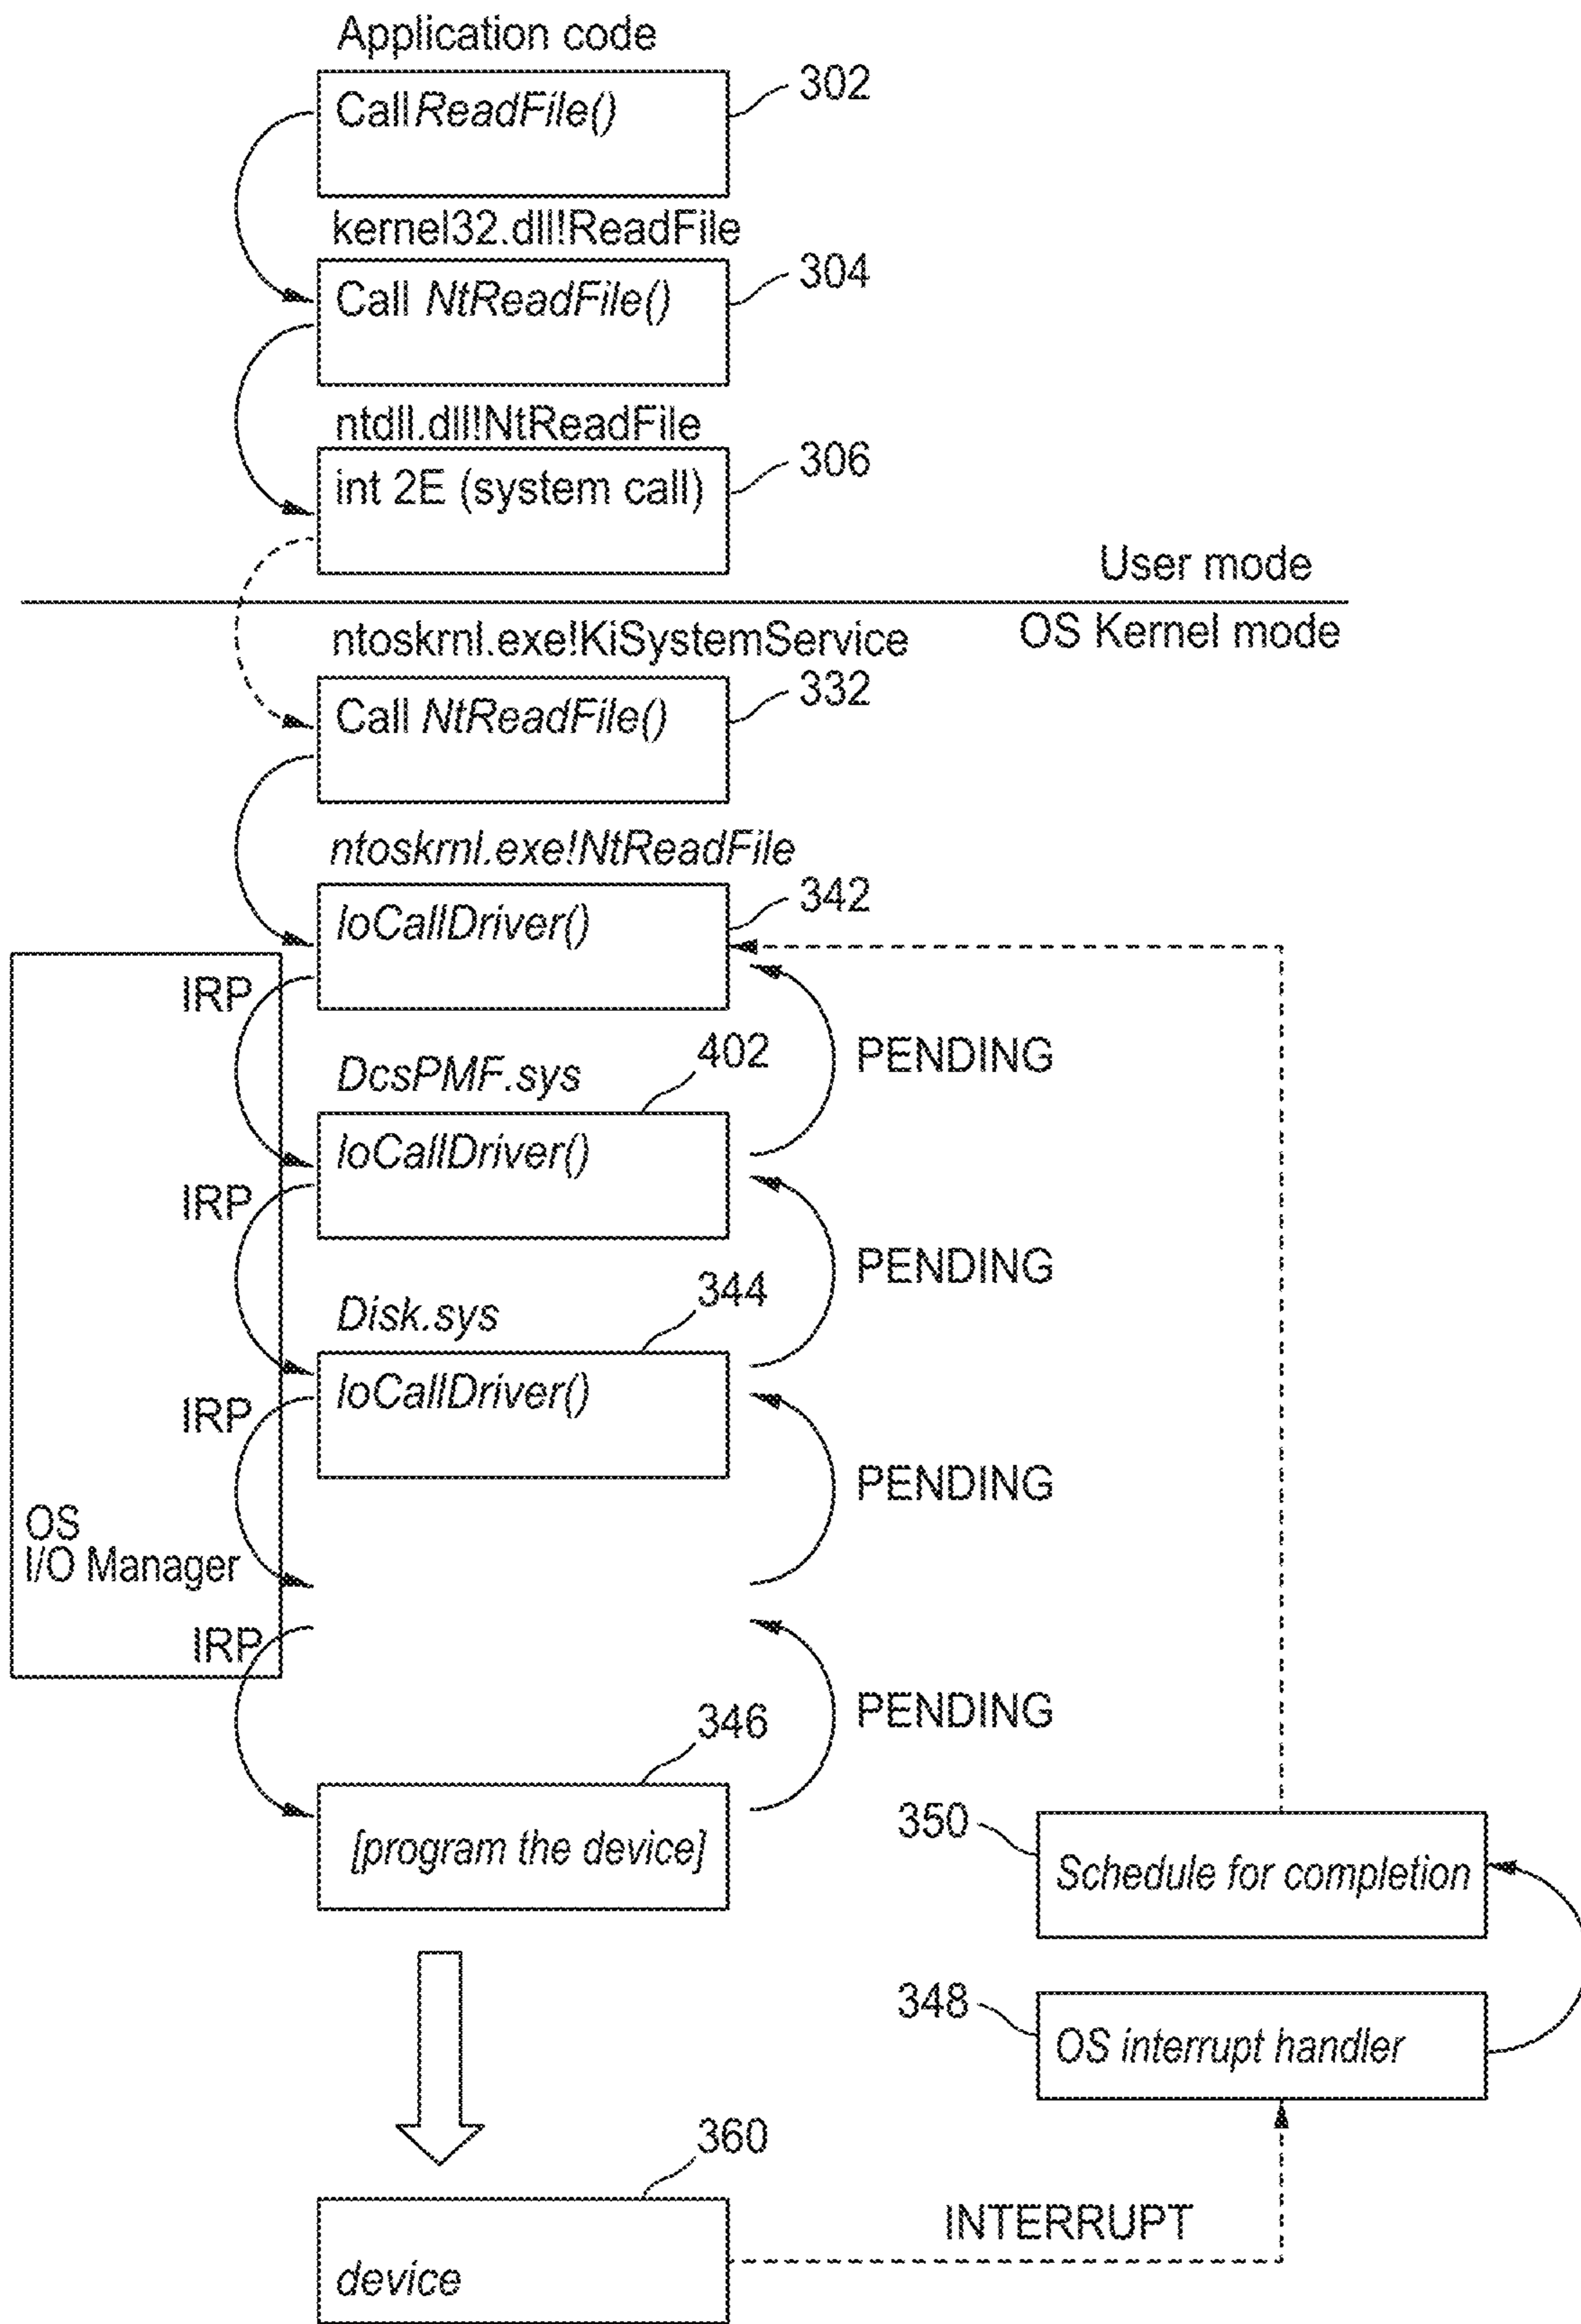 Application code
302
Call ReadFile()
kernel32.dll!ReadFile
304
Call NtReadFile()
ntdll.dll!NtReadFile
306
int 2E (system call)
User mode
OS Kernel mode
ntoskrnl.exe!KiSystemService
332
Call NtReadFile()
ntoskrnl.exe!NtReadFile
342
IoCallDriver()
IRP
402
PENDING
DcsPMF.sys
IoCallDriver()
IRP
PENDING
344
Disk.sys
IoCallDriver()
IRP
PENDING
OS
I/O Manager
IRP
PENDING
346
[program the device]
350
Schedule for completion
348
OS interrupt handler
360
INTERRUPT
device